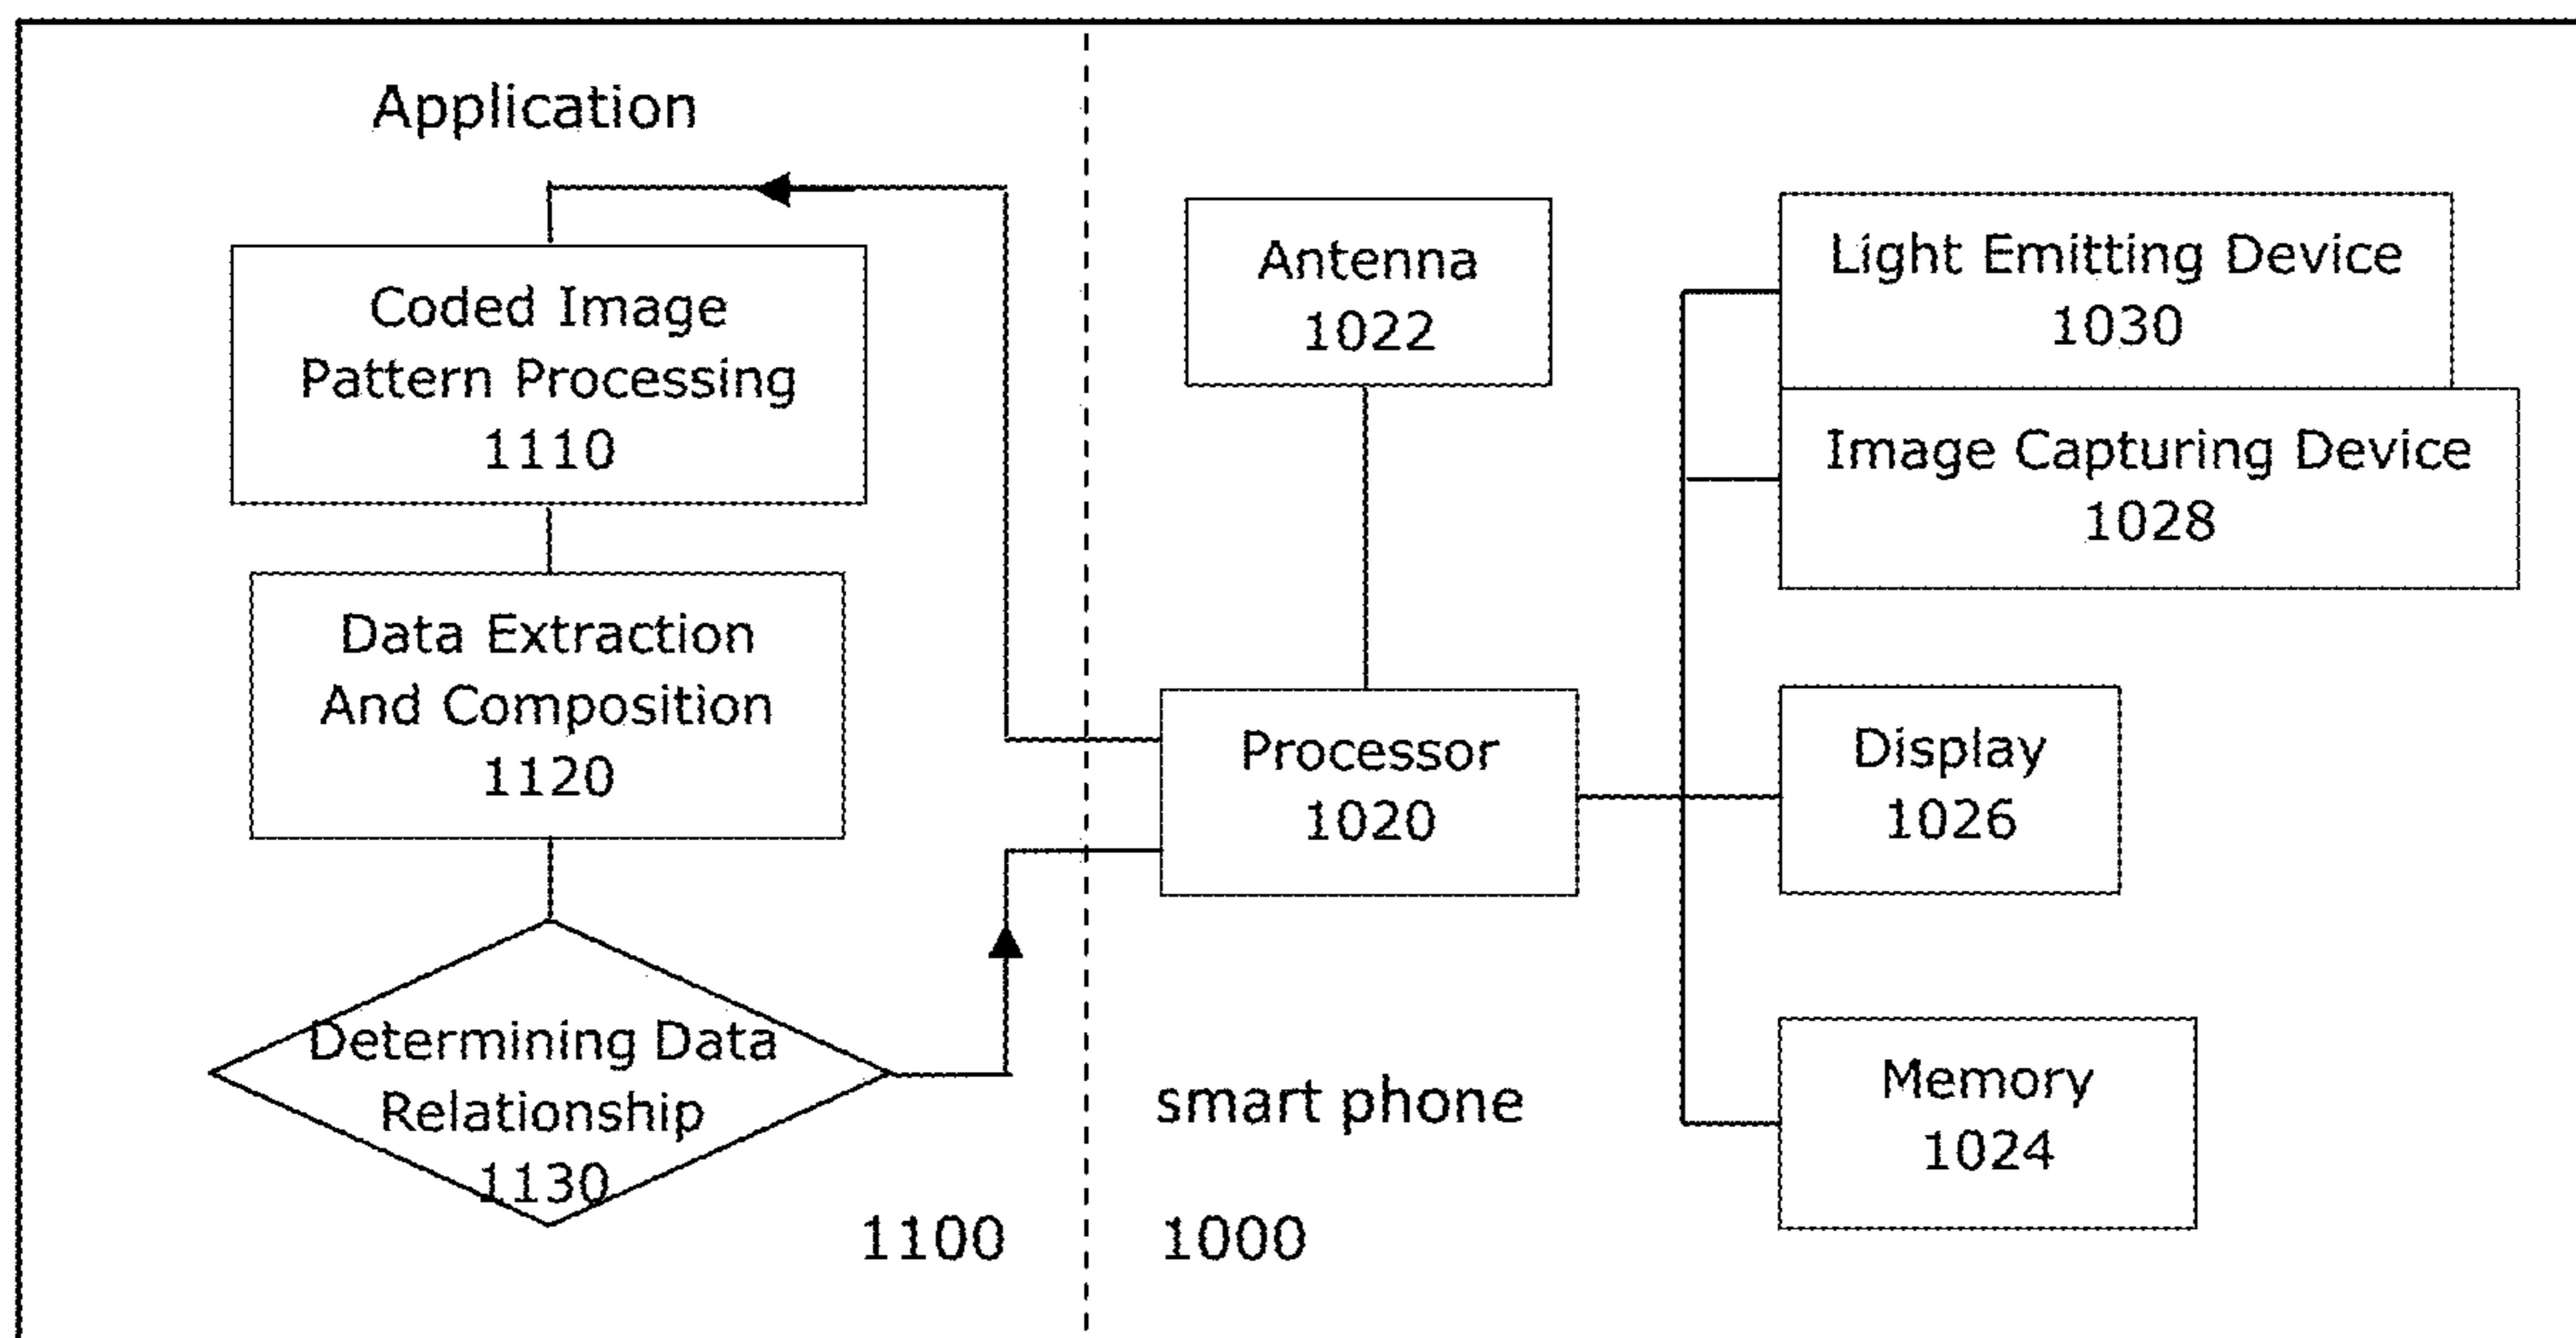 Application
Coded Image
Pattern Processing
1110
Data Extraction
And Composition
1120
Determining Data
Relationship
1130
1100
Antenna
1022
Processor
1020
smart phone
1000
Light Emitting Device
1030
Image Capturing Device
1028
Display
1026
Memory
1024